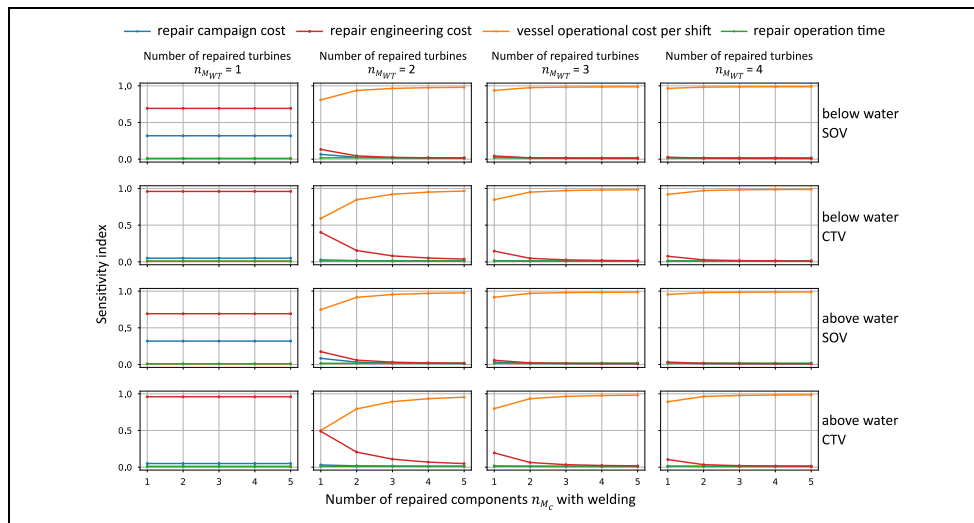 repair campaign cost repair engineering cost vessel operational cost per shift repair operation time
Number of repaired turbines Number of repaired turbines Number of repaired turbines Number of repaired turbines
n_{M_{WT}} = 1 n_{M_{WT}} = 2 n_{M_{WT}} = 3 n_{M_{WT}} = 4
1,0
0.5
0.0
below water
SOV
1.0
0.5
0.0
below water
CTV
1.0
0.5
0.0
above water
SOV
1.0
0.5
0.0
above water
CTV
Sensitivity index
1 2 3 4 5 1 2 3 4 5 1 2 3 4 5 1 2 3 4 5
Number of repaired components n_{M_c} with welding